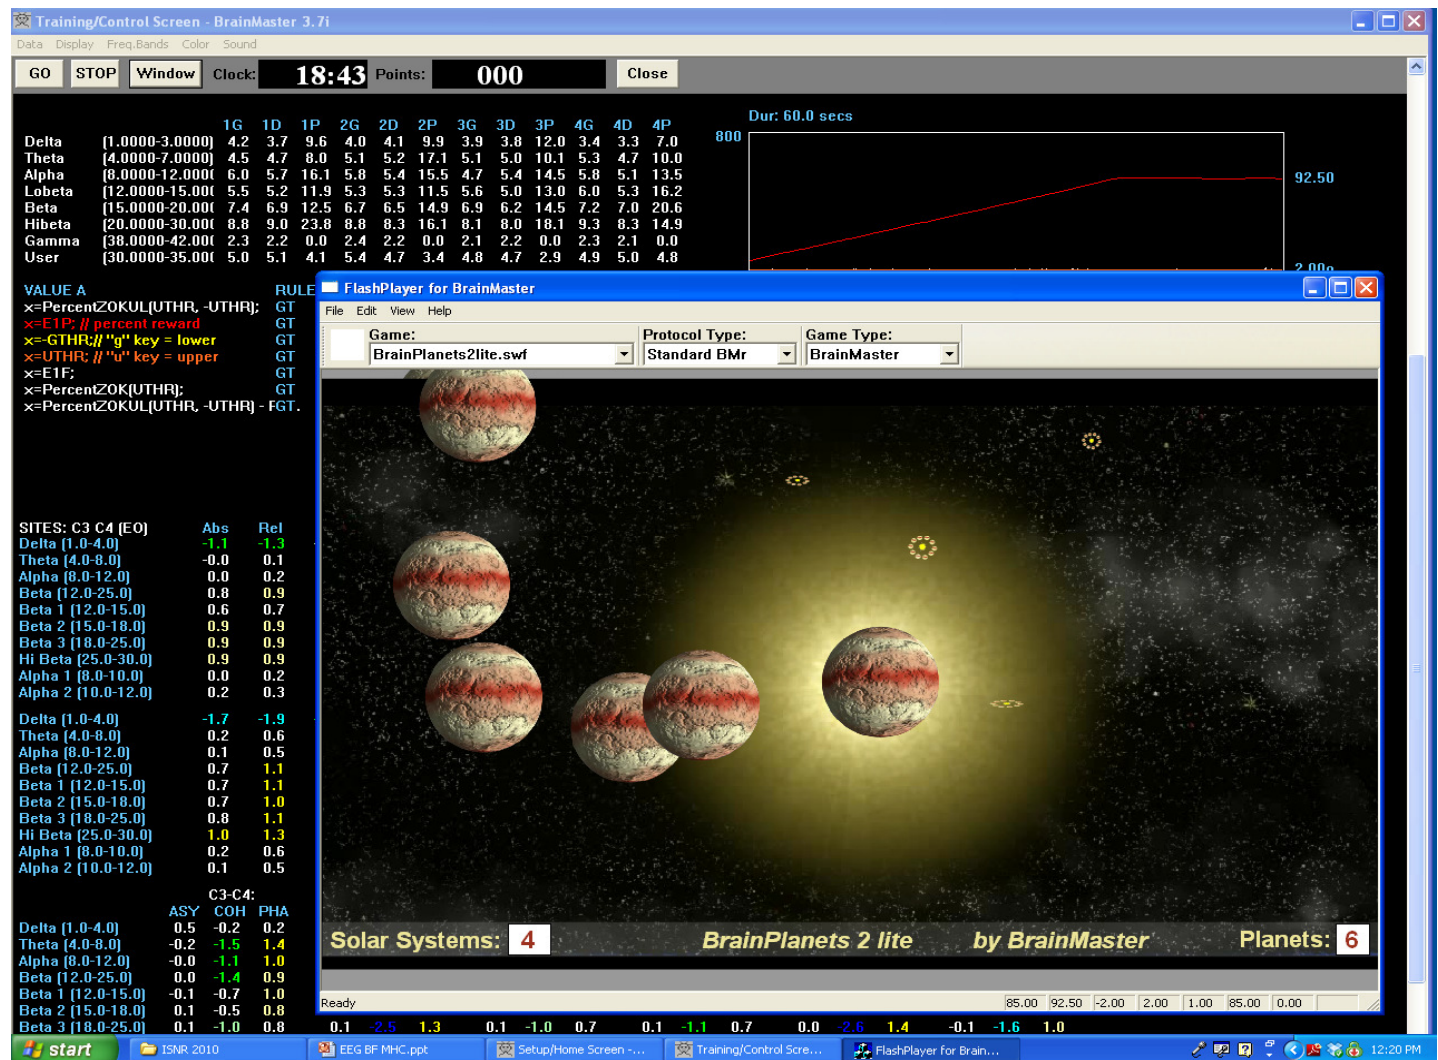 Training/Control Screen - BrainMaster 3.7i
Data Display Freq.Bands Color Sound
GO STOP Window Clock: 18:43 Points: 000 Close
Dur: 60.0 secs
1G 1D 1P 2G 2D 2P 3G 3D 3P 4G 4D 4P
800
Delta (1.0000-3.0000) 4.2 3.7 9.6 4.0 4.1 9.9 3.9 3.8 12.0 3.4 3.3 7.0
Theta (4.0000-7.0000) 4.5 4.7 8.0 5.1 5.2 17.1 5.1 5.0 10.1 5.3 4.7 10.0
Alpha (8.0000-12.000( 6.0 5.7 16.1 5.8 5.4 15.5 4.7 5.4 14.5 5.8 5.1 13.5
92.50
Lobeta (12.0000-15.00( 5.5 5.2 11.9 5.3 5.3 11.5 5.6 5.0 13.0 6.0 5.3 16.2
Beta (15.0000-20.00( 7.4 6.9 12.5 6.7 6.5 14.9 6.9 6.2 14.5 7.2 7.0 20.6
Hibeta (20.0000-30.00( 8.8 9.0 23.8 8.8 8.3 16.1 8.1 8.0 18.1 9.3 8.3 14.9
Gamma (38.0000-42.00( 2.3 2.2 0.0 2.4 2.2 0.0 2.1 2.2 0.0 2.3 2.1 0.0
User (30.0000-35.00( 5.0 5.1 4.1 5.4 4.7 3.4 4.8 4.7 2.9 4.9 5.0 4.8
VALUE A RULE
x=PercentZOKUL(UTHR, -UTHR); GT
x=E1P; // percent reward GT
x=-GTHR;// "g" key = lower GT
x=UTHR; // "u" key = upper GT
x=E1F; GT
x=PercentZOK(UTHR); GT
x=PercentZOKUL(UTHR, -UTHR) - FGT.
FlashPlayer for BrainMaster
File Edit View Help
Game: Protocol Type: Game Type:
BrainPlanets2lite.swf Standard BMr BrainMaster
SITES: C3 C4 (EO) Abs Rel
Delta (1.0-4.0) -1.1 -1.3
Theta (4.0-8.0) -0.0 0.1
Alpha (8.0-12.0) 0.0 0.2
Beta (12.0-25.0) 0.8 0.9
Beta 1 (12.0-15.0) 0.6 0.7
Beta 2 (15.0-18.0) 0.9 0.9
Beta 3 (18.0-25.0) 0.9 0.9
Hi Beta (25.0-30.0) 0.9 0.9
Alpha 1 (8.0-10.0) 0.0 0.2
Alpha 2 (10.0-12.0) 0.2 0.3
Delta (1.0-4.0) -1.7 -1.9
Theta (4.0-8.0) 0.2 0.6
Alpha (8.0-12.0) 0.1 0.5
Beta (12.0-25.0) 0.7 1.1
Beta 1 (12.0-15.0) 0.7 1.1
Beta 2 (15.0-18.0) 0.7 1.0
Beta 3 (18.0-25.0) 0.8 1.1
Hi Beta (25.0-30.0) 1.0 1.3
Alpha 1 (8.0-10.0) 0.2 0.6
Alpha 2 (10.0-12.0) 0.1 0.5
C3-C4:
ASY COH PHA
Delta (1.0-4.0) 0.5 -0.2 0.2
Theta (4.0-8.0) -0.2 -1.5 1.4
Alpha (8.0-12.0) -0.0 -1.1 1.0
Beta (12.0-25.0) 0.0 -1.4 0.9
Beta 1 (12.0-15.0) -0.1 -0.7 1.0
Beta 2 (15.0-18.0) 0.1 -0.5 0.8
Beta 3 (18.0-25.0) 0.1 -1.0 0.8 0.1 -2.5 1.3 0.1 -1.0 0.7 0.1 -1.1 0.7 0.0 -2.6 1.4 -0.1 -1.6 1.0
Solar Systems: 4 BrainPlanets 2 lite by BrainMaster Planets: 6
Ready 85.00 92.50 -2.00 2.00 1.00 85.00 0.00
start ISNR 2010 EEG BF MHC.ppt Setup/Home Screen -... Training/Control Scre... FlashPlayer for Brain... 12:20 PM